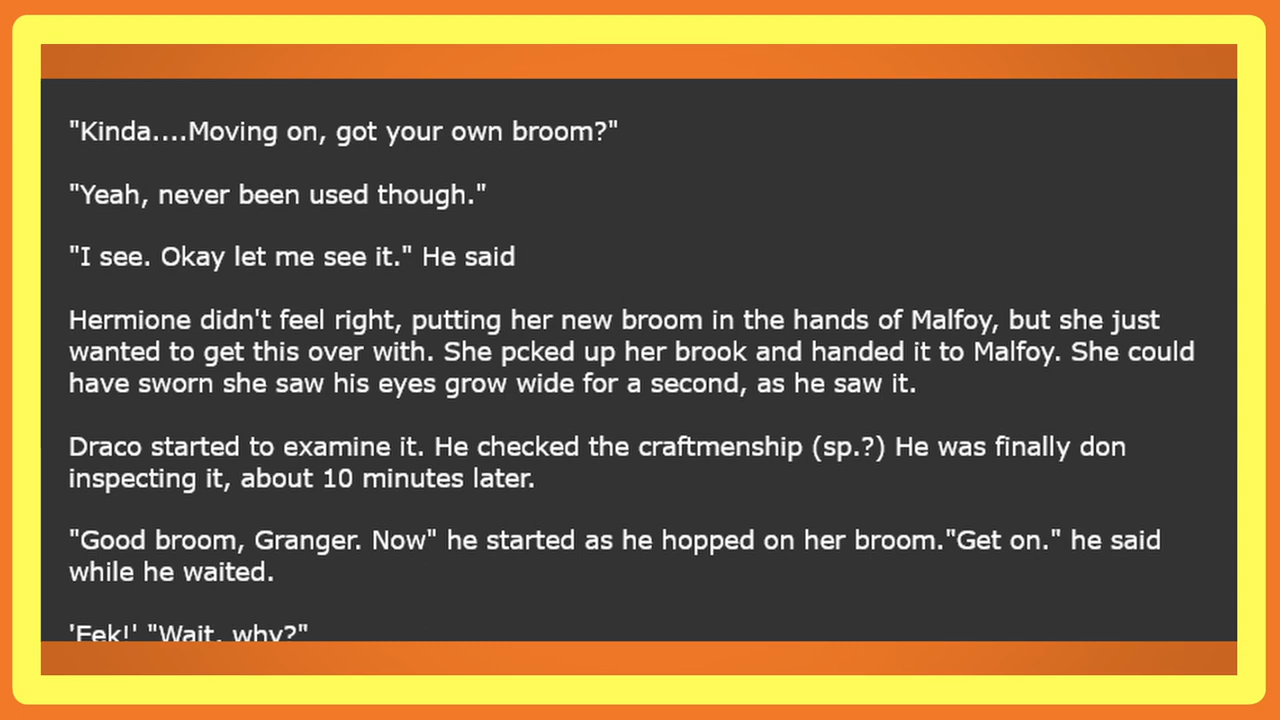 "Kinda....Moving on, got your own broom?"
"Yeah, never been used though."
"I see. Okay let me see it." He said
Hermione didn't feel right, putting her new broom in the hands of Malfoy, but she just
wanted to get this over with. She pcked up her brook and handed it to Malfoy. She could
have sworn she saw his eyes grow wide for a second, as he saw it.
Draco started to examine it. He checked the craftmenship (sp.?) He was finally don
inspecting it, about 10 minutes later.
"Good broom, Granger. Now" he started as he hopped on her broom."Get on." he said
while he waited.
'Eek!' "Wait, why?"